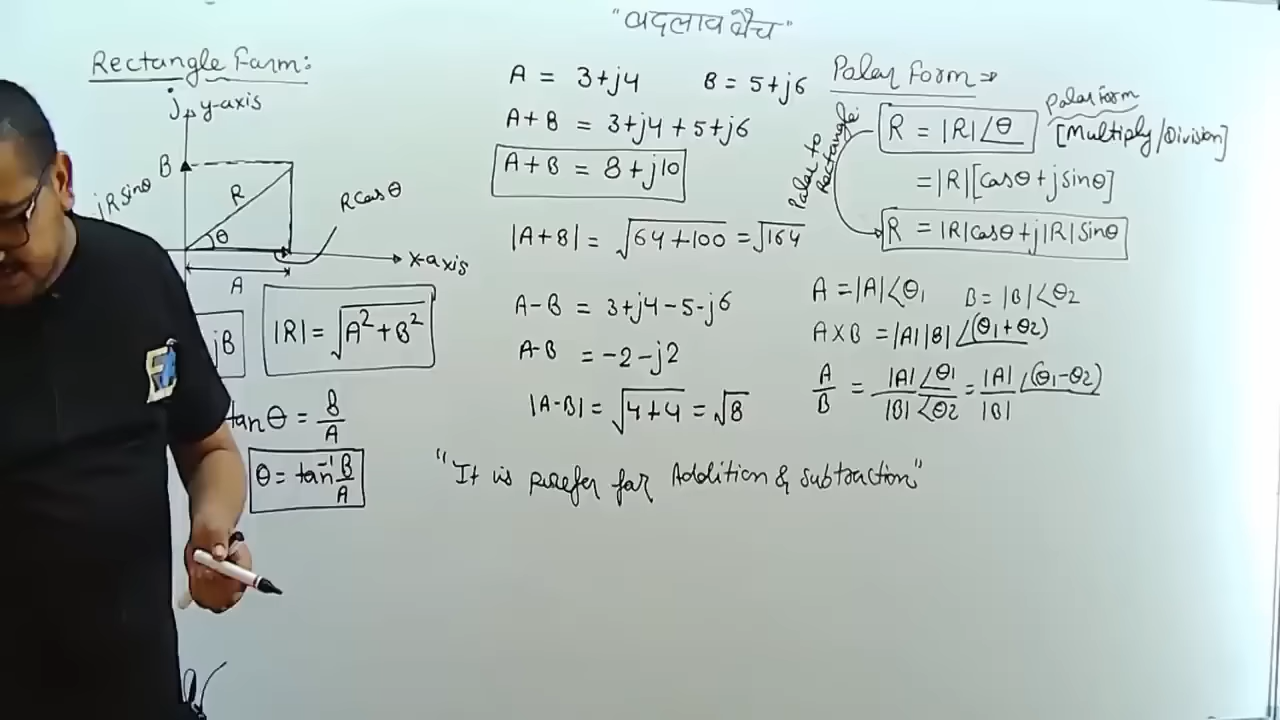 "बदलाव बैच"
Rectangle Farm:
j
y-axis
B
jRsinθ
R
θ
Rcosθ
x-axis
A
jB
|R| = √A² + B²
tanθ = B/A
θ = tan⁻¹ B/A
A = 3+j4 B = 5+j6
A+B = 3+j4+5+j6
A+B = 8+j10
|A+B| = √64+100 = √164
A-B = 3+j4-5-j6
A-B = -2-j2
|A-B| = √4+4 = √8
"It is prefer for Addition & subtraction"
Polar Form ⇒
Polar to Rectangle:
R = |R|∠θ
Polar form
[Multiply/Division]
= |R|[cosθ+jsinθ]
R = |R|cosθ+j|R|sinθ
A = |A|∠θ₁ B = |B|∠θ2
A×B = |A||B|∠(θ₁+θ2)
A/B = |A|∠θ₁/|B|∠θ2 = |A|/|B| ∠(θ₁-θ2)